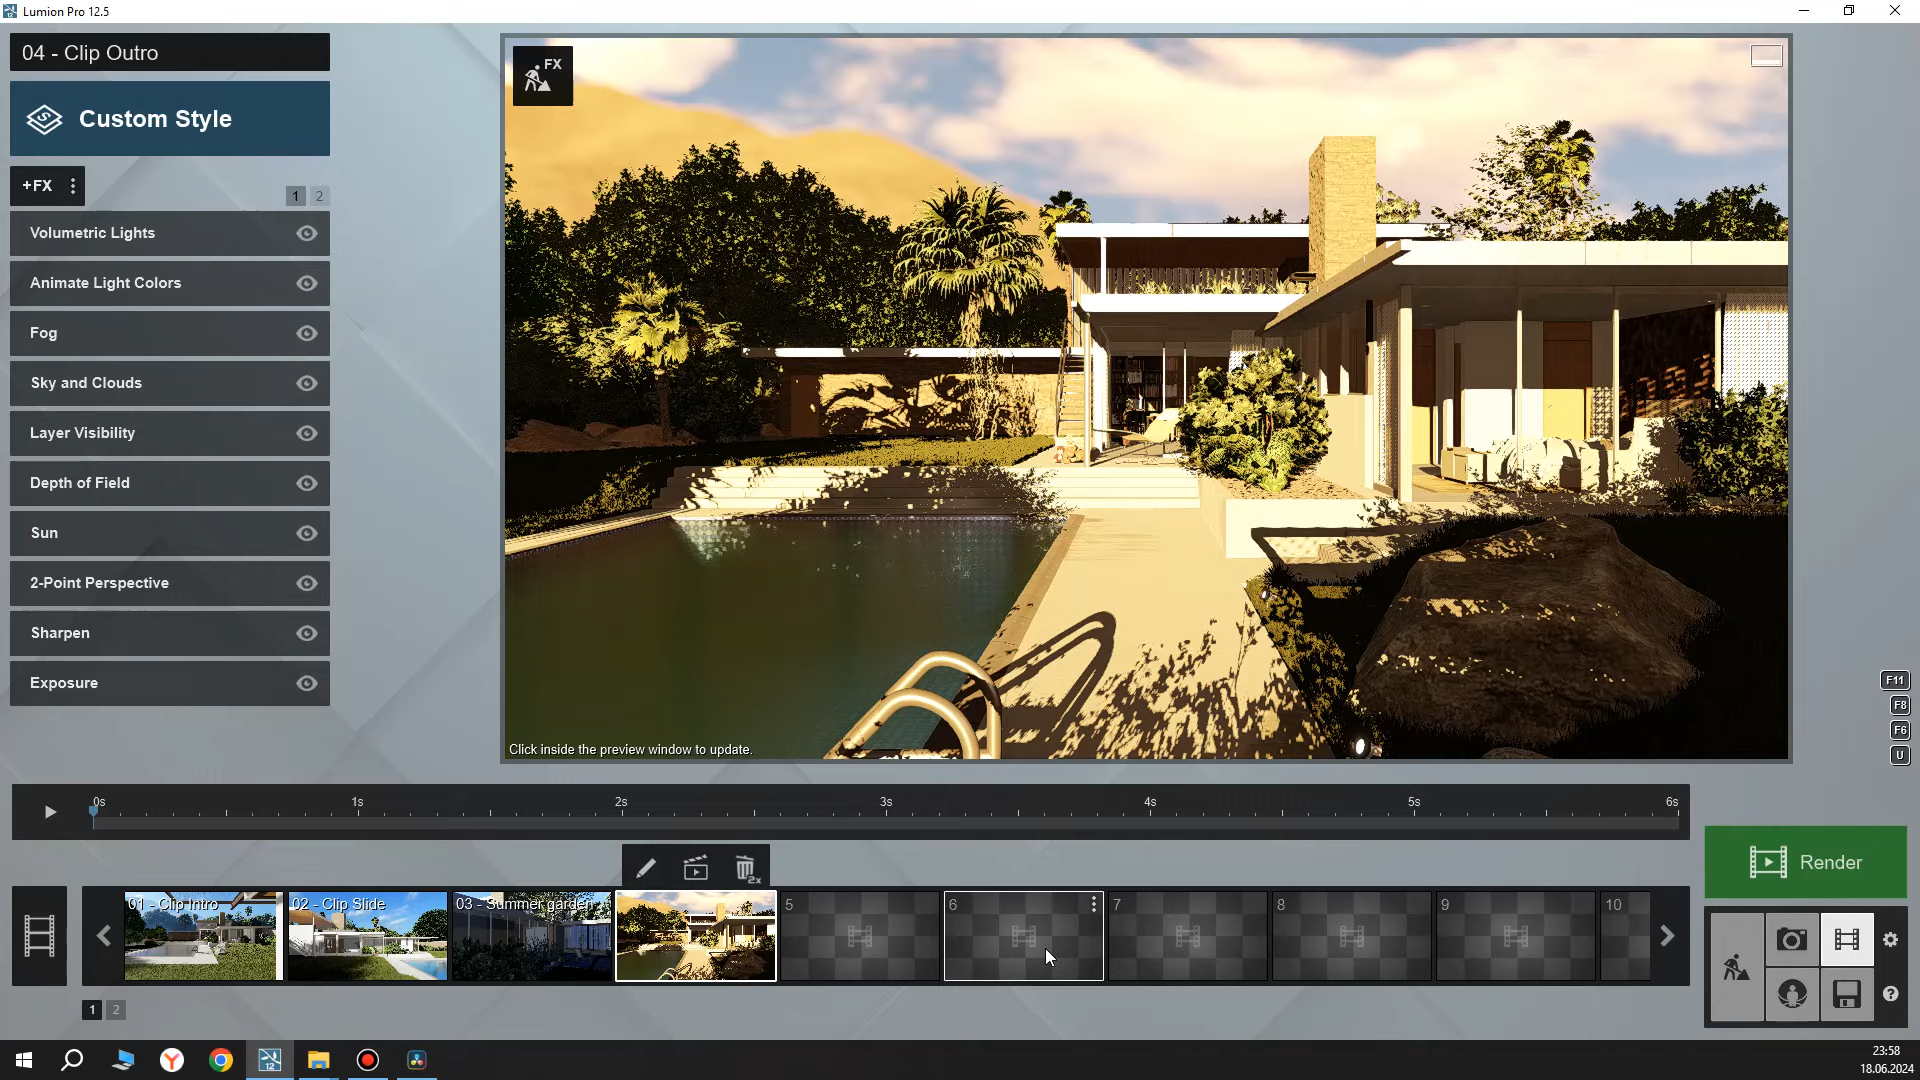 Lumion Pro 12.5
04 - Clip Outro
Custom Style
+FX
1 2
Volumetric Lights
Animate Light Colors
Fog
Sky and Clouds
Layer Visibility
Depth of Field
Sun
2-Point Perspective
Sharpen
Exposure
FX
Click inside the preview window to update.
F11
F8
F6
U
0s 1s 2s 3s 4s 5s 6s
Render
2x
01 - Clip Intro
02 - Clip Slide
03 - Summer garden
5 6 7 8 9 10
1 2
12
23:58
18.06.2024